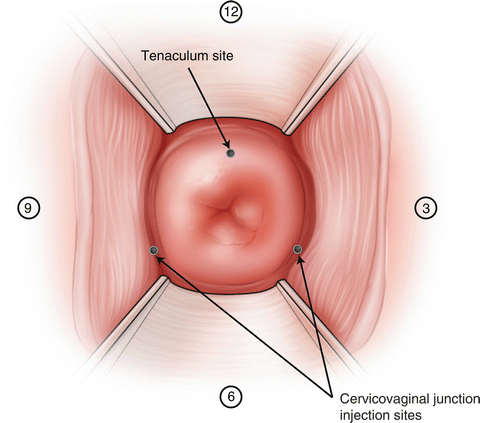 12
Tenaculum site
9
3
6
Cervicovaginal junction
injection sites